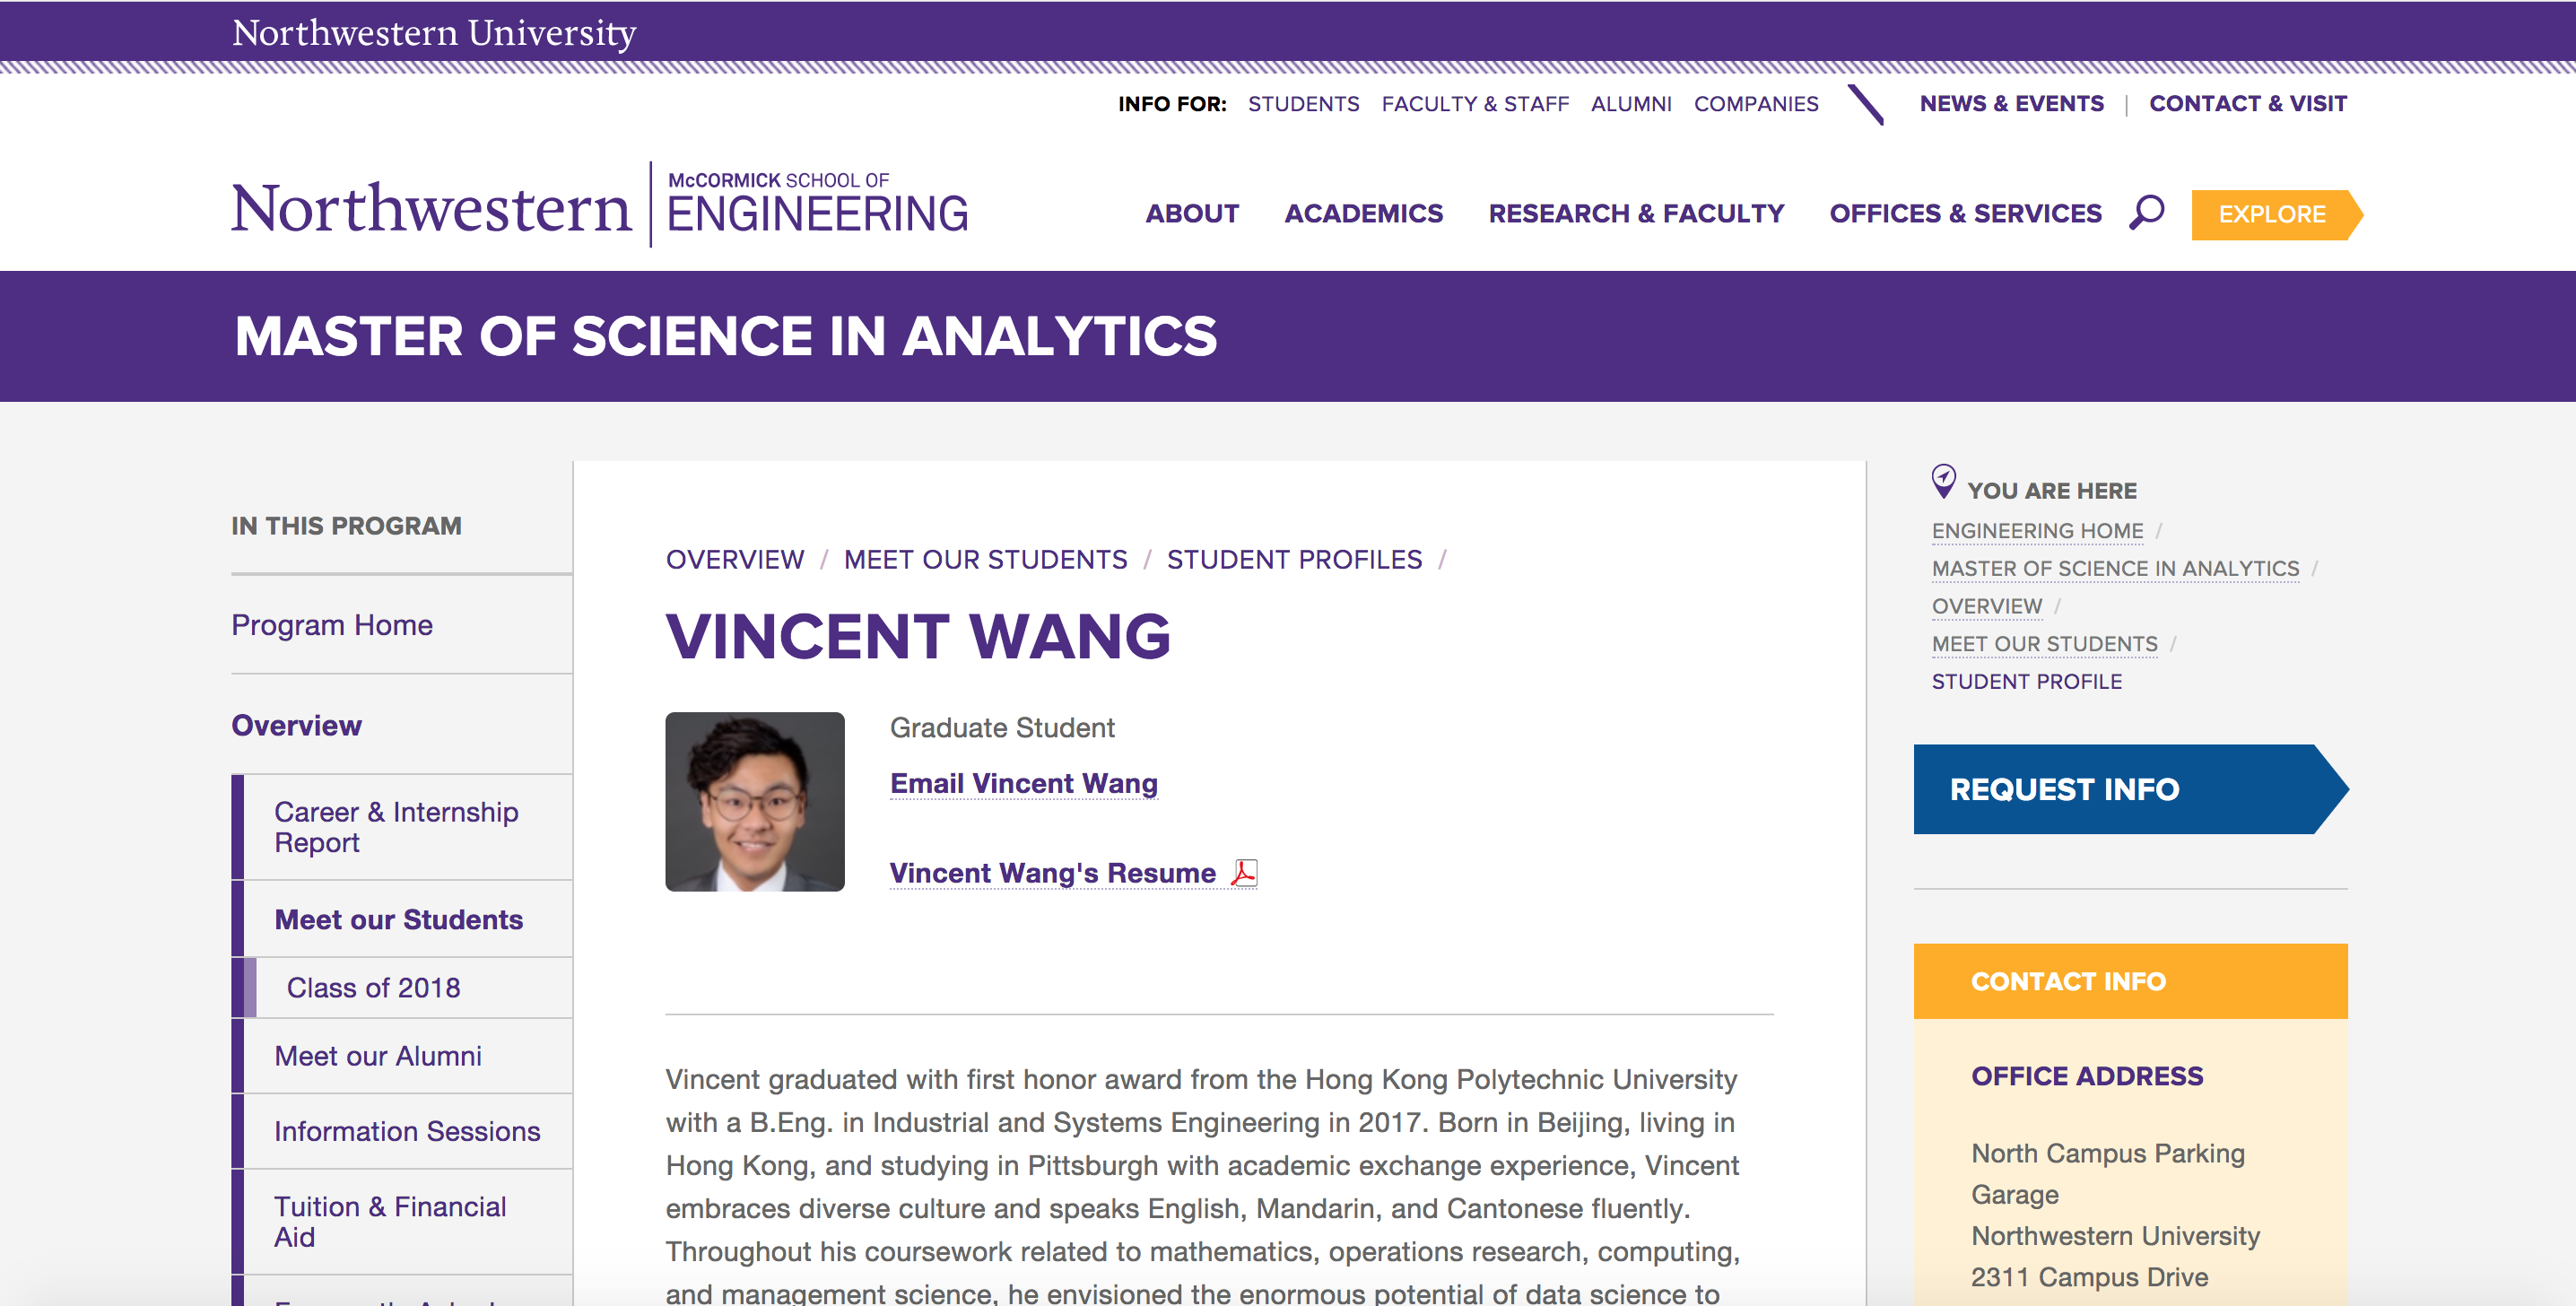 Northwestern University
INFO FOR: STUDENTS FACULTY & STAFF ALUMNI COMPANIES NEWS & EVENTS | CONTACT & VISIT
Northwestern McCORMICK SCHOOL OF
ENGINEERING
ABOUT ACADEMICS RESEARCH & FACULTY OFFICES & SERVICES EXPLORE
MASTER OF SCIENCE IN ANALYTICS
IN THIS PROGRAM
Program Home
Overview
Career & Internship
Report
Meet our Students
Class of 2018
Meet our Alumni
Information Sessions
Tuition & Financial
Aid
OVERVIEW / MEET OUR STUDENTS / STUDENT PROFILES /
VINCENT WANG
Graduate Student
Email Vincent Wang
Vincent Wang's Resume
Vincent graduated with first honor award from the Hong Kong Polytechnic University
with a B.Eng. in Industrial and Systems Engineering in 2017. Born in Beijing, living in
Hong Kong, and studying in Pittsburgh with academic exchange experience, Vincent
embraces diverse culture and speaks English, Mandarin, and Cantonese fluently.
Throughout his coursework related to mathematics, operations research, computing,
and management science, he envisioned the enormous potential of data science to
YOU ARE HERE
ENGINEERING HOME /
MASTER OF SCIENCE IN ANALYTICS /
OVERVIEW /
MEET OUR STUDENTS /
STUDENT PROFILE
REQUEST INFO
CONTACT INFO
OFFICE ADDRESS
North Campus Parking
Garage
Northwestern University
2311 Campus Drive